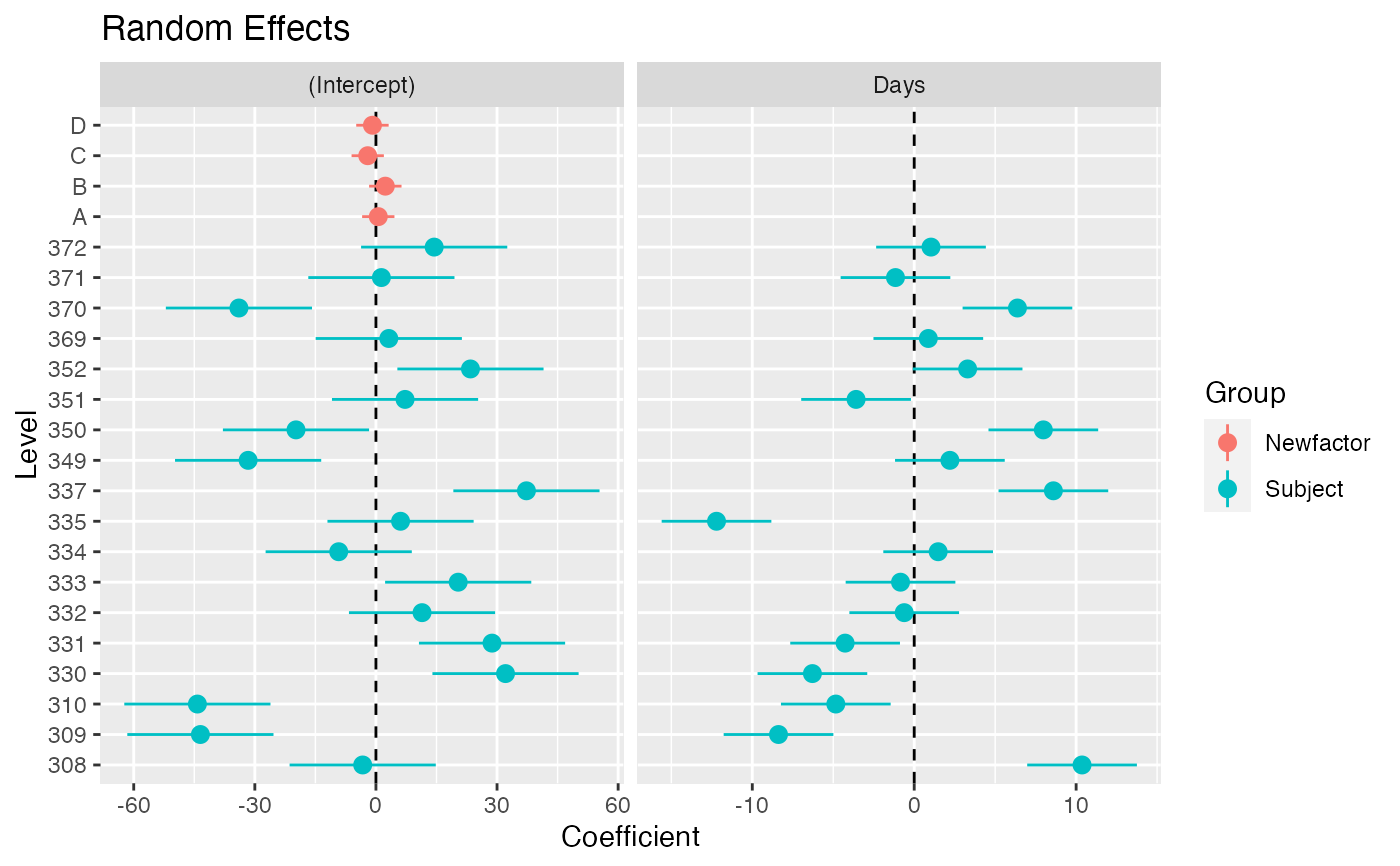 Random Effects
(Intercept)
Days
D
C
B
A
372
371
370
369
352
351
350
349
337
335
334
333
332
331
330
310
309
308
Level
-60 -30 0 30 60
-10 0 10
Coefficient
Group
Newfactor
Subject